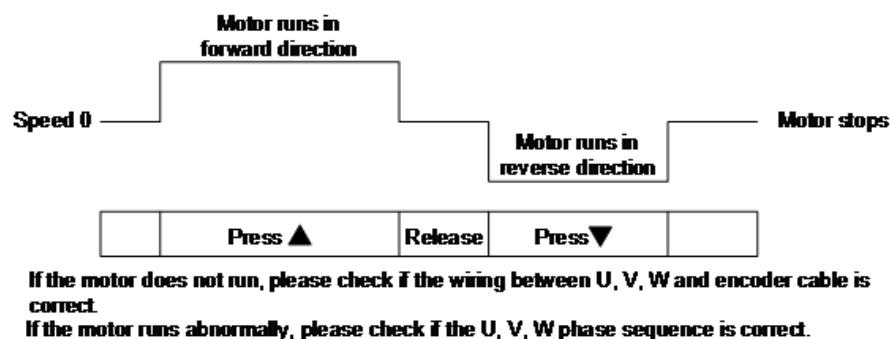 Motor runs in
forward direction
Speed 0
Motor stops
Motor runs in
reverse direction
Press ▲
Release
Press▼
If the motor does not run, please check if the wiring between U, V, W and encoder cable is
correct.
If the motor runs abnormally, please check if the U, V, W phase sequence is correct.